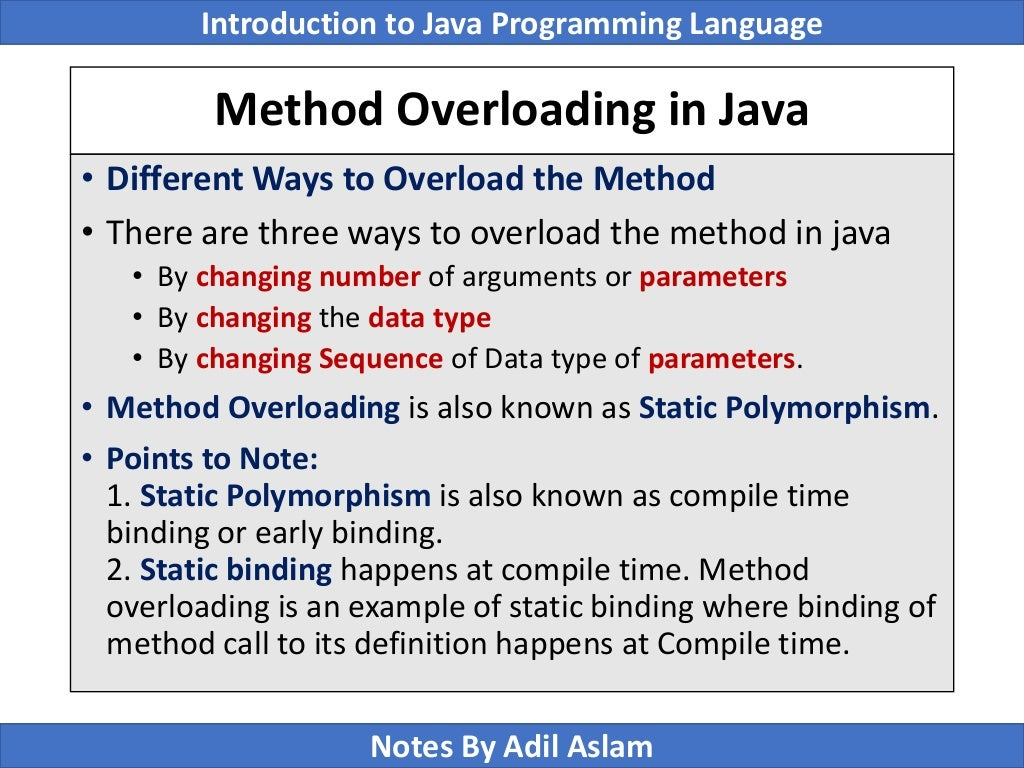 Introduction to Java Programming Language
Method Overloading in Java
• Different Ways to Overload the Method
• There are three ways to overload the method in java
• By changing number of arguments or parameters
• By changing the data type
• By changing Sequence of Data type of parameters.
• Method Overloading is also known as Static Polymorphism.
• Points to Note:
1. Static Polymorphism is also known as compile time
binding or early binding.
2. Static binding happens at compile time. Method
overloading is an example of static binding where binding of
method call to its definition happens at Compile time.
Notes By Adil Aslam